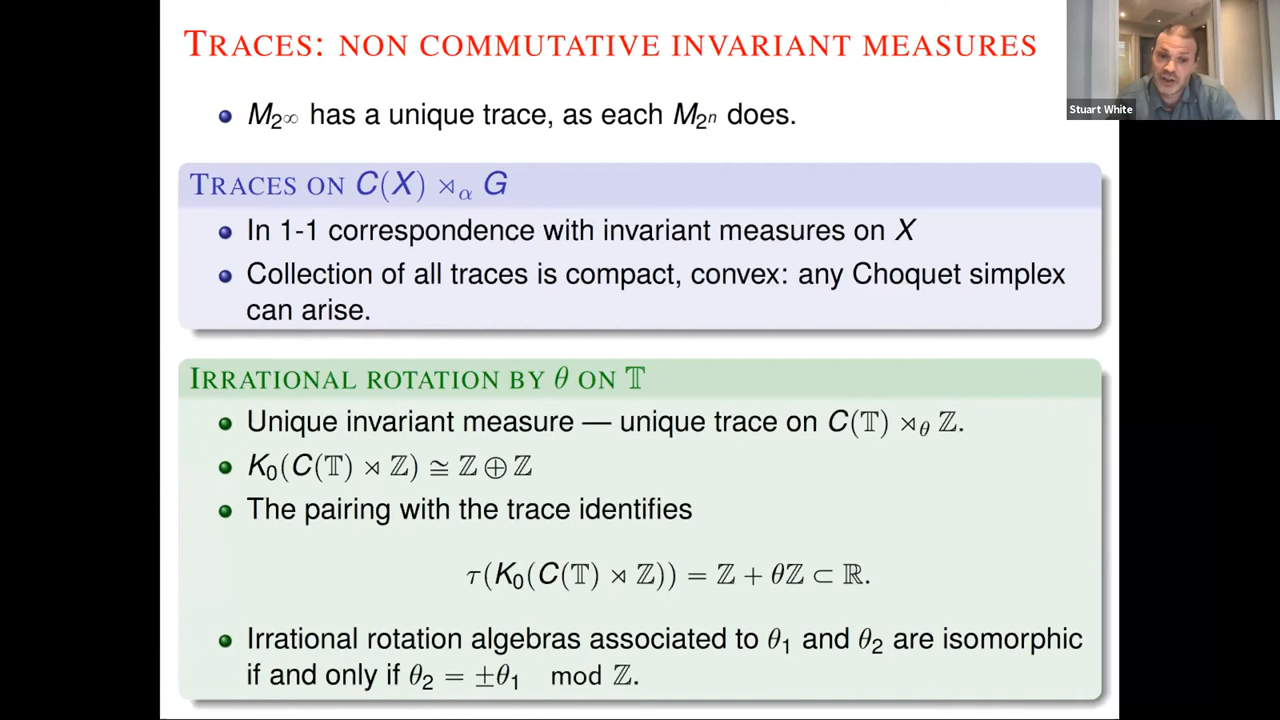 TRACES: NON COMMUTATIVE INVARIANT MEASURES
Stuart White
M_{2^∞} has a unique trace, as each M_{2^n} does.
TRACES ON C(X) ⋊_α G
In 1-1 correspondence with invariant measures on X
Collection of all traces is compact, convex: any Choquet simplex
can arise.
IRRATIONAL ROTATION BY θ ON 𝕋
Unique invariant measure — unique trace on C(𝕋) ⋊_θ ℤ.
K_0(C(𝕋) ⋊ ℤ) ≅ ℤ ⊕ ℤ
The pairing with the trace identifies
τ(K_0(C(𝕋) ⋊ ℤ)) = ℤ + θℤ ⊂ ℝ.
Irrational rotation algebras associated to θ_1 and θ_2 are isomorphic
if and only if θ_2 = ±θ_1 mod ℤ.